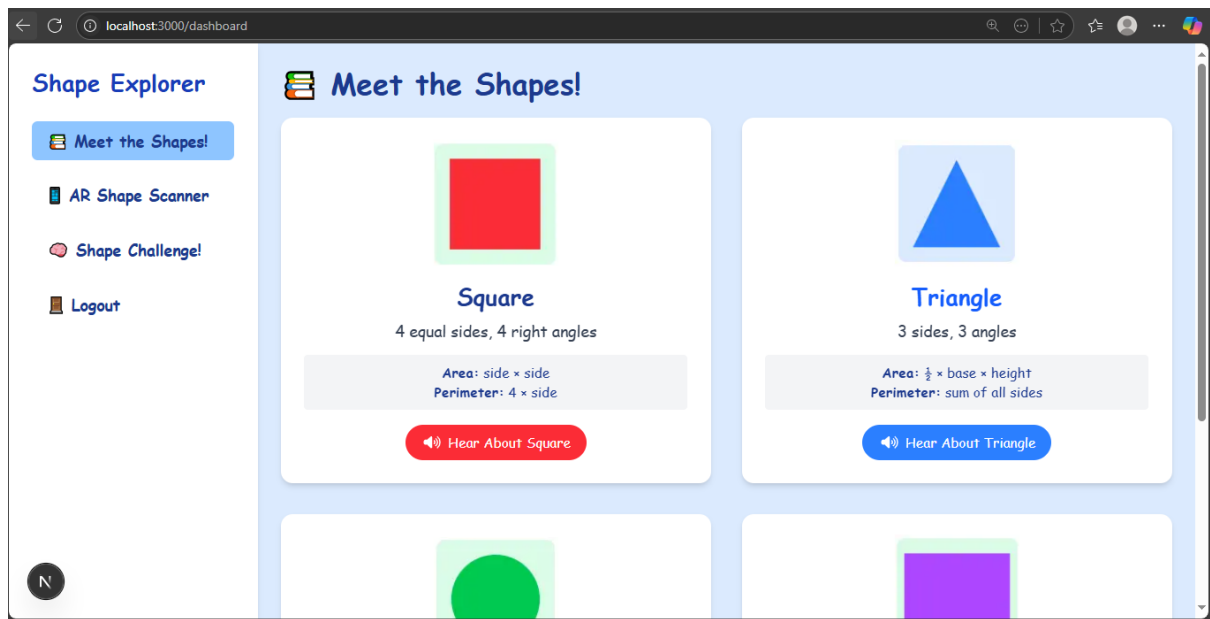 localhost:3000/dashboard
Shape Explorer
Meet the Shapes!
AR Shape Scanner
Shape Challenge!
Logout
N
Meet the Shapes!
Square
4 equal sides, 4 right angles
Area: side × side
Perimeter: 4 × side
Hear About Square
Triangle
3 sides, 3 angles
Area: ½ × base × height
Perimeter: sum of all sides
Hear About Triangle